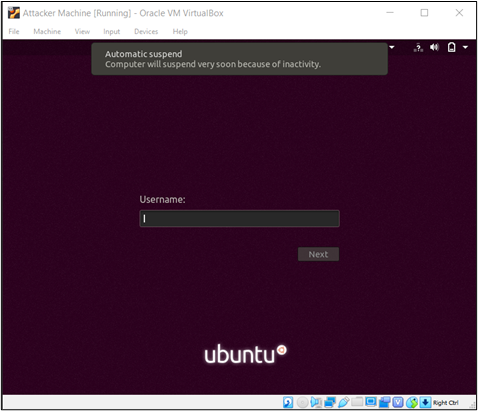 Attacker Machine [Running] - Oracle VM VirtualBox
File Machine View Input Devices Help
Automatic suspend
Computer will suspend very soon because of inactivity.
Username:
Next
ubuntu
Right Ctrl